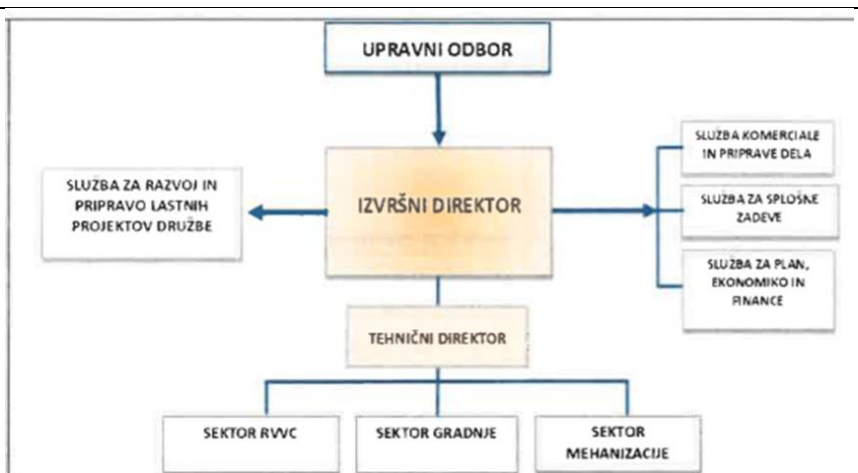 UPRAVNI ODBOR
SLUŽBA ZA RAZVOJ IN
PRIPRAVO LASTNIH
PROJEKTOV DRUŽBE
IZVRŠNI DIREKTOR
SLUŽBA KOMERCIALE
IN PRIPRAVE DELA
SLUŽBA ZA SPLOŠNE
ZADEVE
SLUŽBA ZA PLAN,
EKONOMIKO IN
FINANCE
TEHNIČNI DIREKTOR
SEKTOR RVVC
SEKTOR GRADNJE
SEKTOR
MEHANIZACIJE